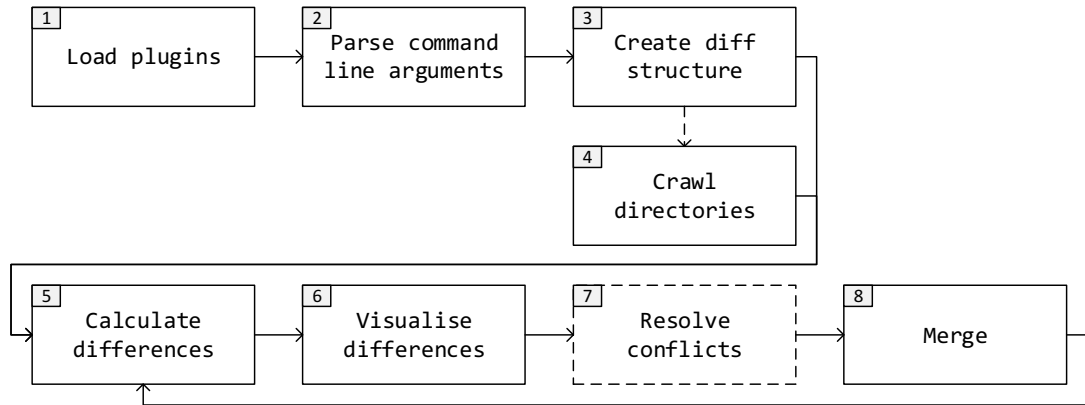 1
Load plugins
2
Parse command
line arguments
3
Create diff
structure
4
Crawl
directories
5
Calculate
differences
6
Visualise
differences
7
Resolve
conflicts
8
Merge